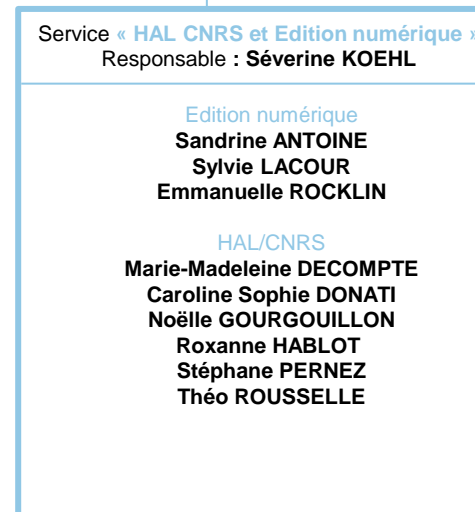 Service « HAL CNRS et Edition numérique »
Responsable : Séverine KOEHL
Edition numérique
Sandrine ANTOINE
Sylvie LACOUR
Emmanuelle ROCKLIN
HAL/CNRS
Marie-Madeleine DECOMPTE
Caroline Sophie DONATI
Noëlle GOURGOUILLON
Roxanne HABLOT
Stéphane PERNEZ
Théo ROUSSELLE